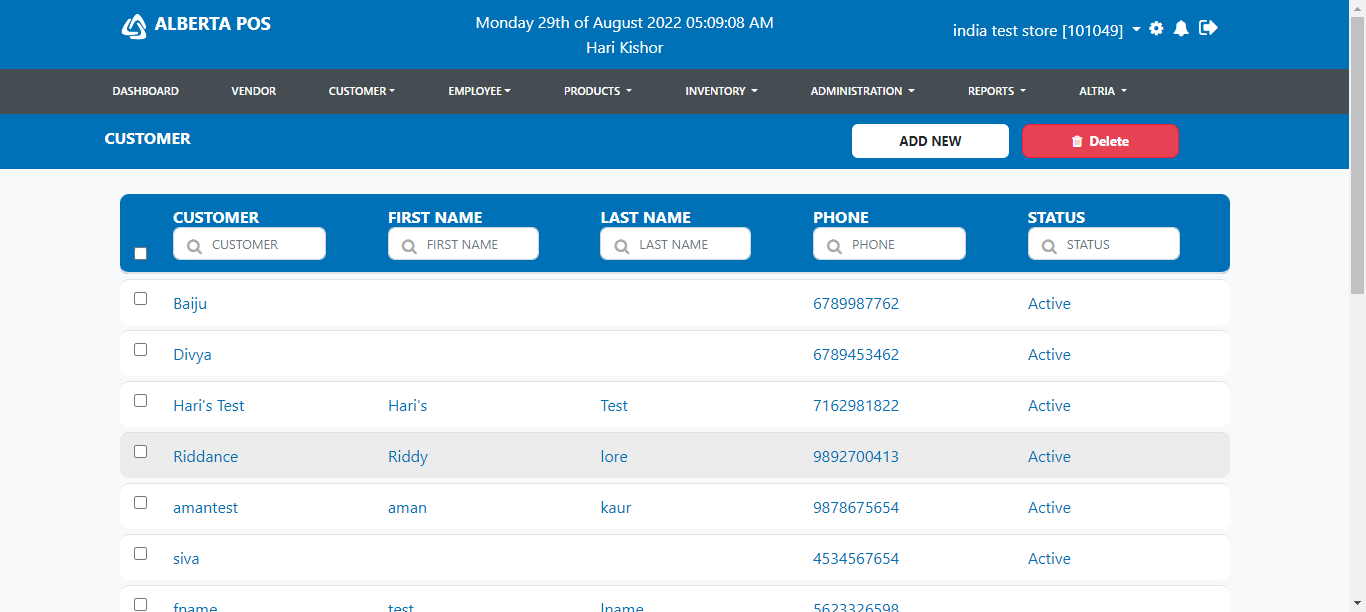 ALBERTA POS
Monday 29th of August 2022 05:09:08 AM
Hari Kishor
india test store [101049]
DASHBOARD VENDOR CUSTOMER EMPLOYEE PRODUCTS INVENTORY ADMINISTRATION REPORTS ALTRIA
CUSTOMER
ADD NEW
Delete
CUSTOMER FIRST NAME LAST NAME PHONE STATUS
CUSTOMER FIRST NAME LAST NAME PHONE STATUS
Baiju 6789987762 Active
Divya 6789453462 Active
Hari's Test Hari's Test 7162981822 Active
Riddance Riddy lore 9892700413 Active
amantest aman kaur 9878675654 Active
siva 4534567654 Active
fname test lname 5623326598 Active